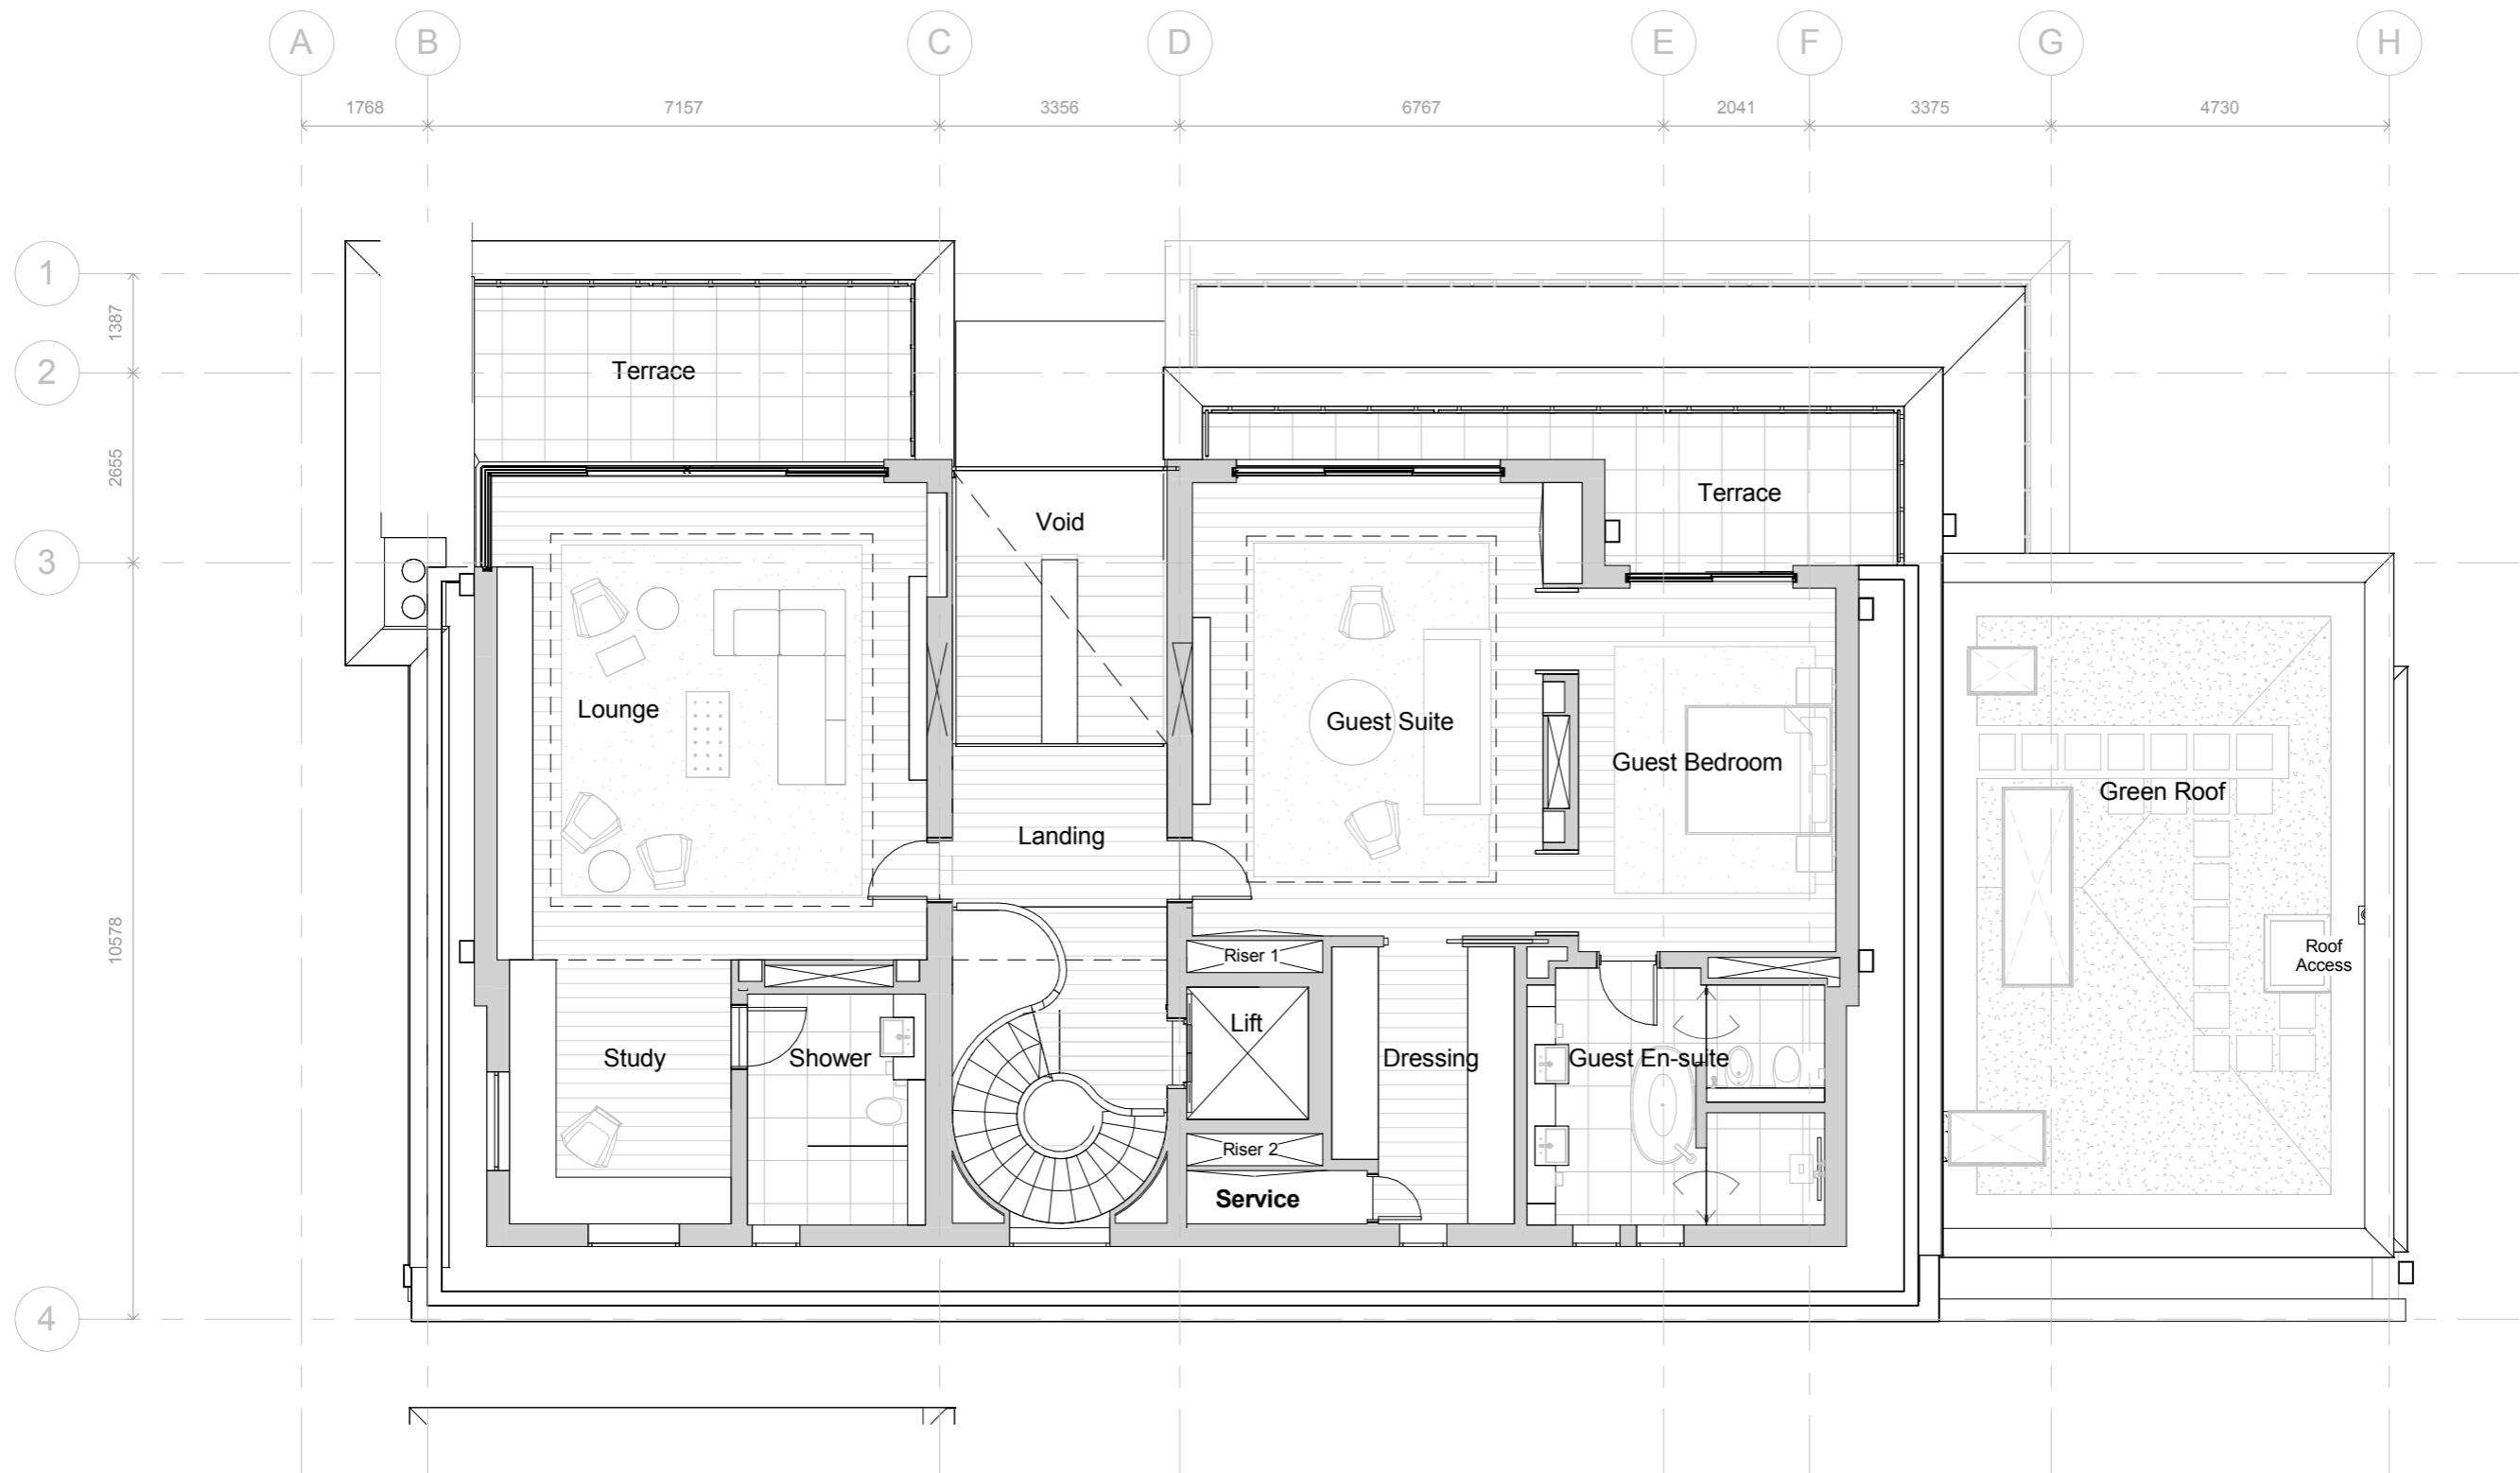 A
B
C
D
E
F
G
H
1768
7157
3356
6767
2041
3375
4730
1
1387
2
Terrace
2655
Terrace
Void
3
Lounge
Guest Suite
Guest Bedroom
Green Roof
Landing
10578
Riser 1
Roof
Access
Lift
Study
Shower
Dressing
Guest En-suite
Riser 2
Service
4